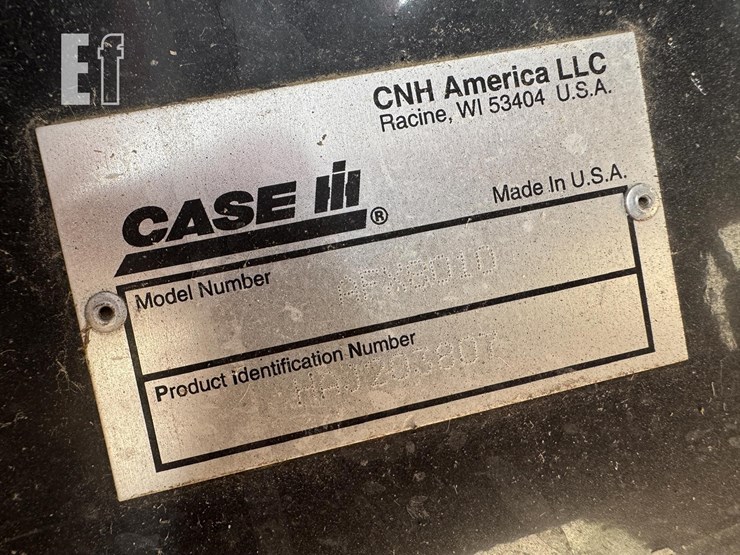 Ef
CNH America LLC
Racine, WI 53404 U.S.A.
CASE IH®
Made In U.S.A.
Model Number AFX8010
Product Identification Number